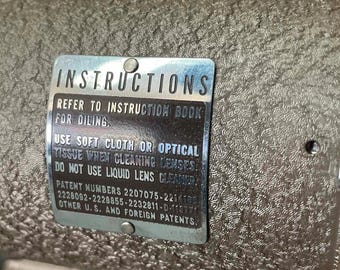 INSTRUCTIONS
REFER TO INSTRUCTION BOOK
FOR OILING.
USE SOFT CLOTH OR OPTICAL
TISSUE WHEN CLEANING LENSES.
DO NOT USE LIQUID LENS CLEANER.
PATENT NUMBERS 2207075-
2228092-2228855-2232811-
OTHER U.S. AND FOREIGN PATENTS.